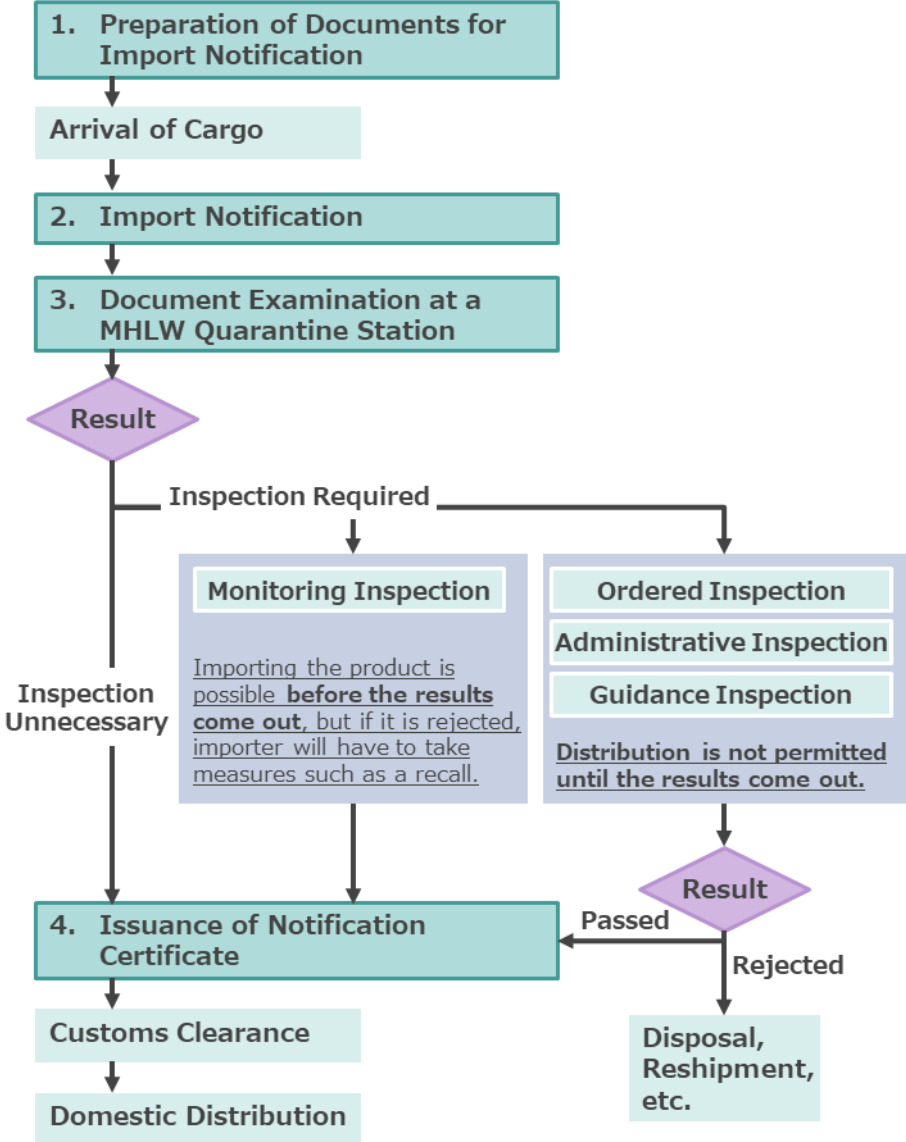 1. Preparation of Documents for
Import Notification
Arrival of Cargo
2. Import Notification
3. Document Examination at a
MHLW Quarantine Station
Result
Inspection Required
Inspection
Unnecessary
Monitoring Inspection
Importing the product is
possible before the results
come out, but if it is rejected,
importer will have to take
measures such as a recall.
Ordered Inspection
Administrative Inspection
Guidance Inspection
Distribution is not permitted
until the results come out.
Result
Passed
Rejected
4. Issuance of Notification
Certificate
Customs Clearance
Domestic Distribution
Disposal,
Reshipment,
etc.